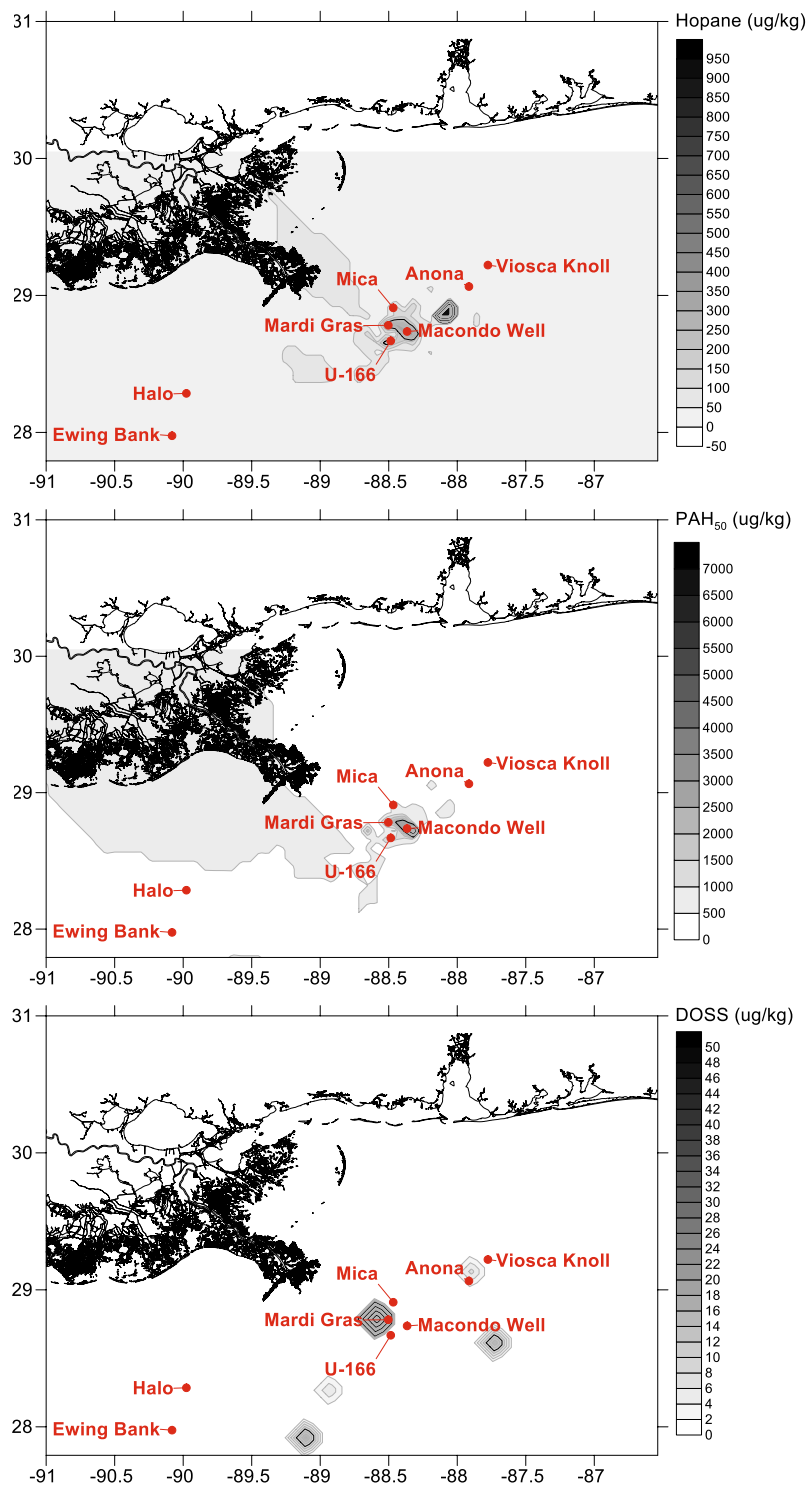 Hopane (ug/kg)
31
30
29
28
Viosca Knoll
Anona
Mica
Mardi Gras
Macondo Well
U-166
Halo
Ewing Bank
950
900
850
800
750
700
650
600
550
500
450
400
350
300
250
200
150
100
50
0
-50
-91 -90.5 -90 -89.5 -89 -88.5 -88 -87.5 -87
PAH50 (ug/kg)
31
30
29
28
Viosca Knoll
Anona
Mica
Mardi Gras
Macondo Well
U-166
Halo
Ewing Bank
7000
6500
6000
5500
5000
4500
4000
3500
3000
2500
2000
1500
1000
500
0
-91 -90.5 -90 -89.5 -89 -88.5 -88 -87.5 -87
DOSS (ug/kg)
31
30
29
28
Viosca Knoll
Anona
Mica
Mardi Gras
Macondo Well
U-166
Halo
Ewing Bank
50
48
46
44
42
40
38
36
34
32
30
28
26
24
22
20
18
16
14
12
10
8
6
4
2
0
-91 -90.5 -90 -89.5 -89 -88.5 -88 -87.5 -87